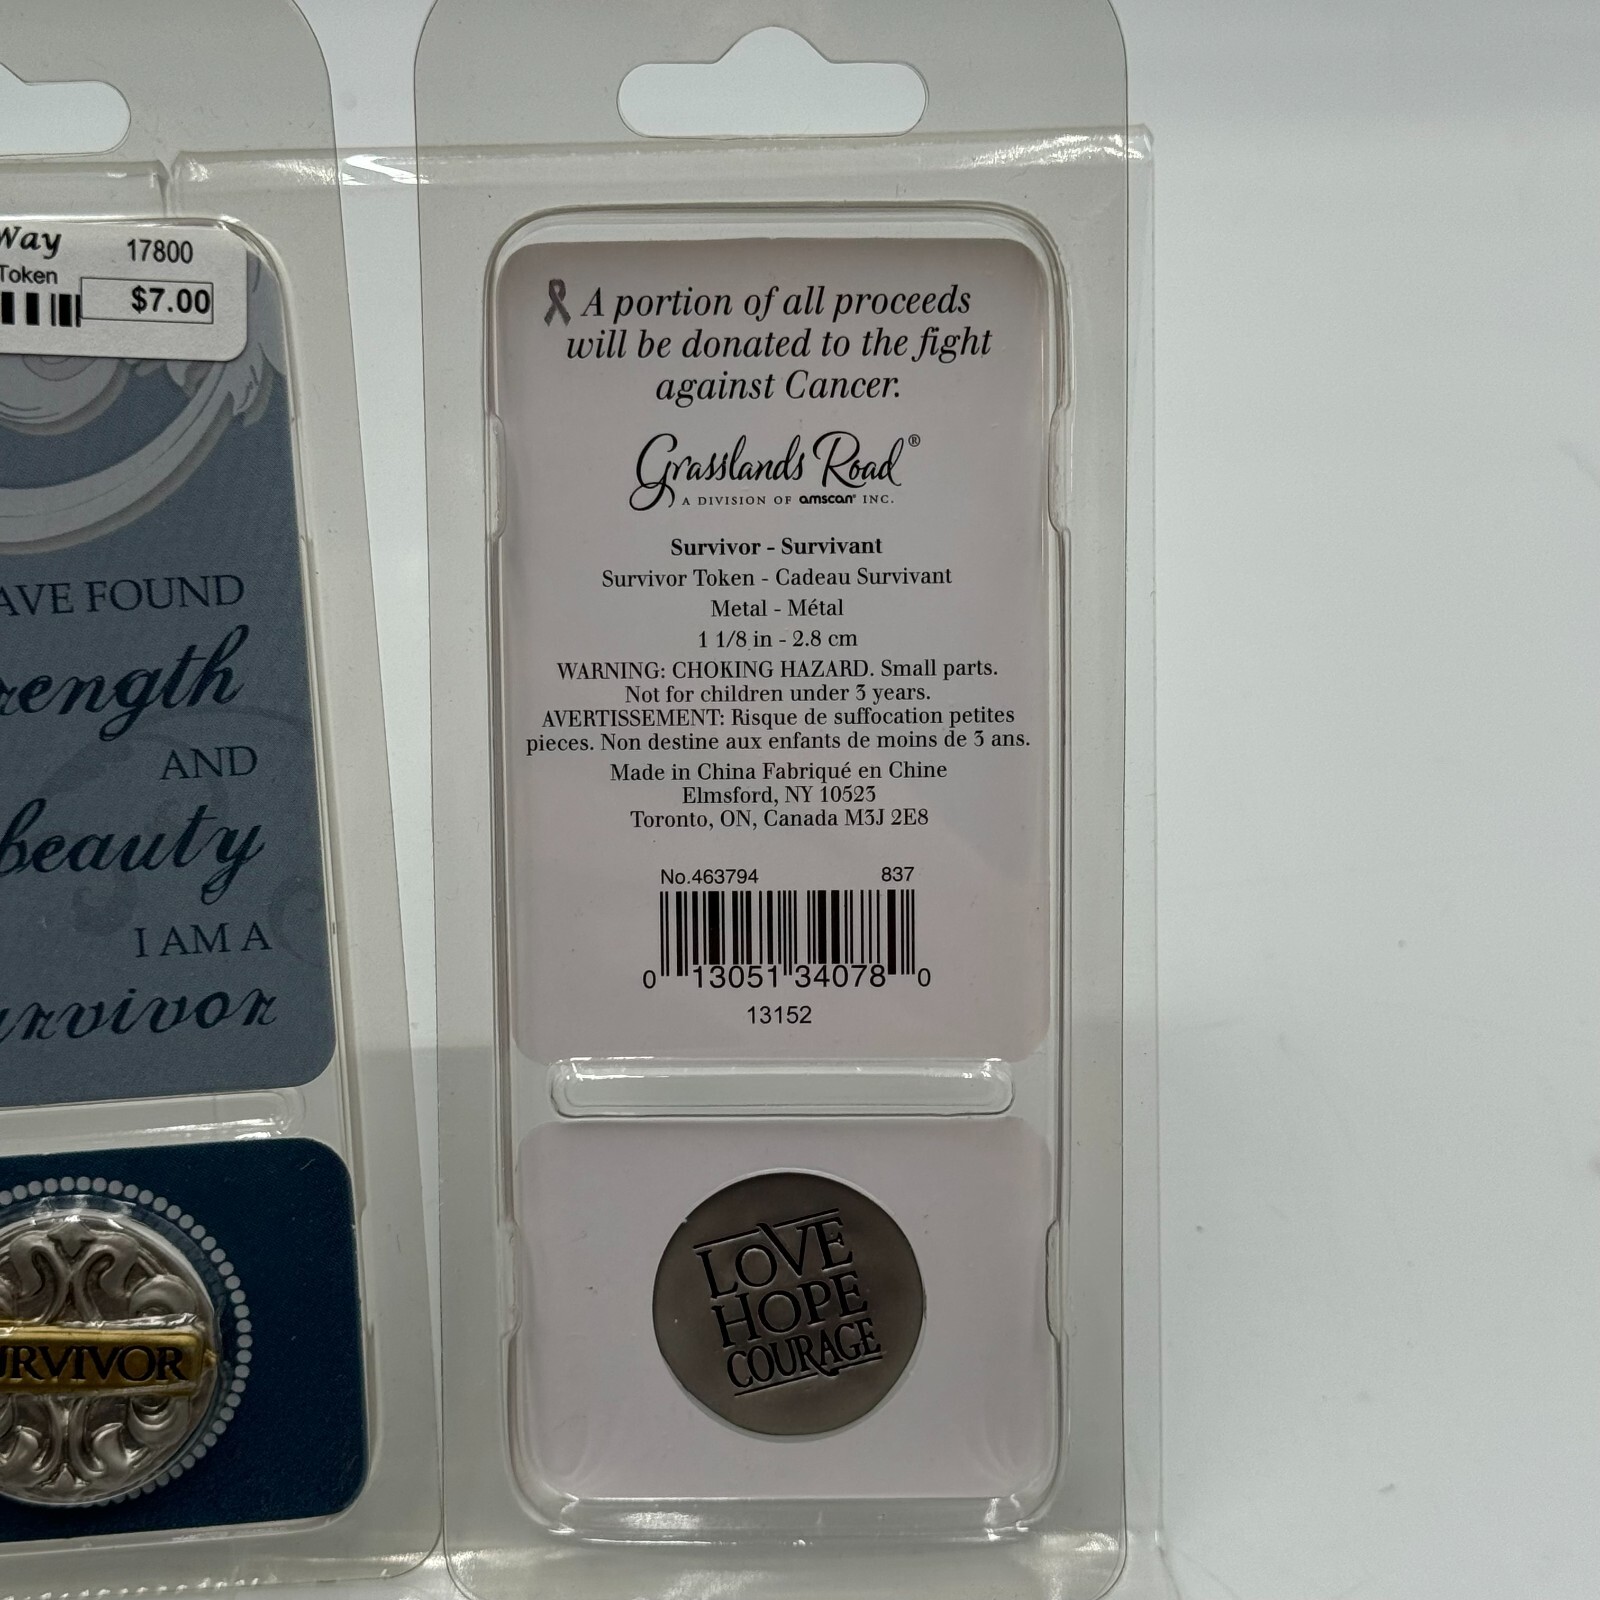 Way
17800
Token
$7.00
FOUND
AND
beauty
I AM A
A portion of all proceeds
will be donated to the fight
against Cancer.
Grasslands Road®
A DIVISION OF amscan® INC.
Survivor - Survivant
Survivor Token - Cadeau Survivant
Metal - Métal
1 1/8 in - 2.8 cm
WARNING: CHOKING HAZARD. Small parts.
Not for children under 3 years.
AVERTISSEMENT: Risque de suffocation petites
pieces. Non destine aux enfants de moins de 3 ans.
Made in China Fabriqué en Chine
Elmsford, NY 10523
Toronto, ON, Canada M3J 2E8
No.463794 837
0 13051 34078 0
13152
LOVE
HOPE
COURAGE